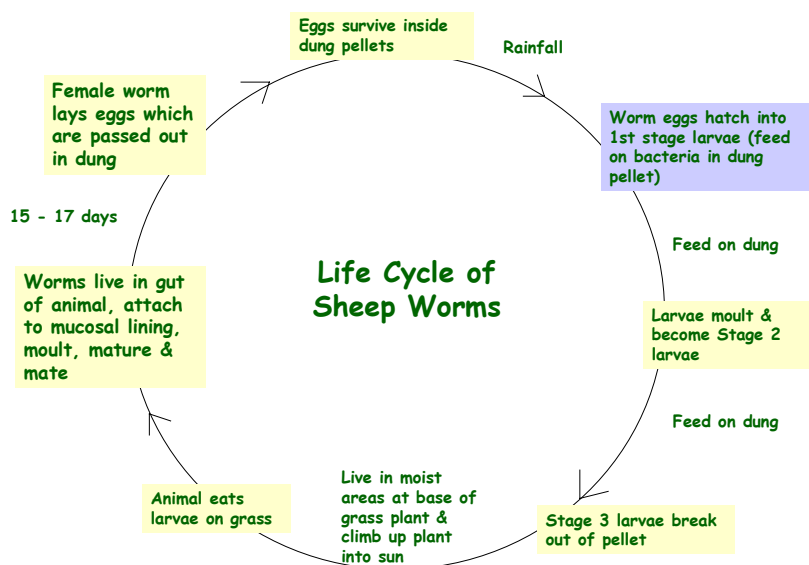 Eggs survive inside
dung pellets
Rainfall
Worm eggs hatch into
1st stage larvae (feed
on bacteria in dung
pellet)
Feed on dung
Larvae moult &
become Stage 2
larvae
Feed on dung
Stage 3 larvae break
out of pellet
Live in moist
areas at base of
grass plant &
climb up plant
into sun
Animal eats
larvae on grass
Worms live in gut
of animal, attach
to mucosal lining,
moult, mature &
mate
15 - 17 days
Female worm
lays eggs which
are passed out
in dung
Life Cycle of
Sheep Worms